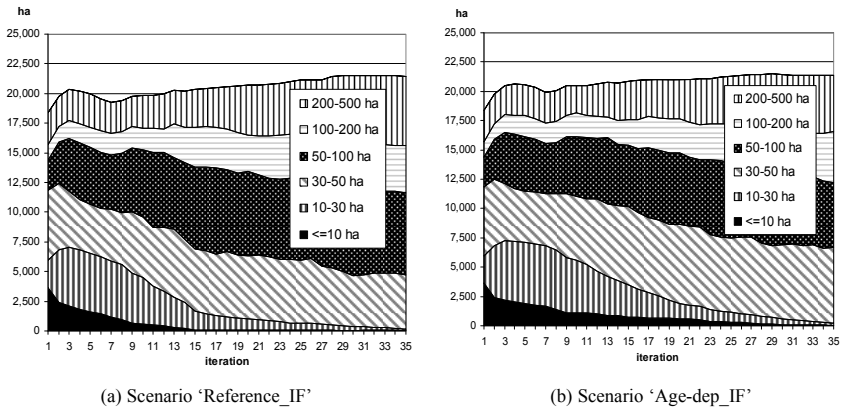 ha
25,000
22,500
20,000
17,500
15,000
12,500
10,000
7,500
5,000
2,500
0
200-500 ha
100-200 ha
50-100 ha
30-50 ha
10-30 ha
<=10 ha
1 3 5 7 9 11 13 15 17 19 21 23 25 27 29 31 33 35
iteration
(a) Scenario ‘Reference_IF’
ha
25,000
22,500
20,000
17,500
15,000
12,500
10,000
7,500
5,000
2,500
0
200-500 ha
100-200 ha
50-100 ha
30-50 ha
10-30 ha
<=10 ha
1 3 5 7 9 11 13 15 17 19 21 23 25 27 29 31 33 35
iteration
(b) Scenario ‘Age-dep_IF’